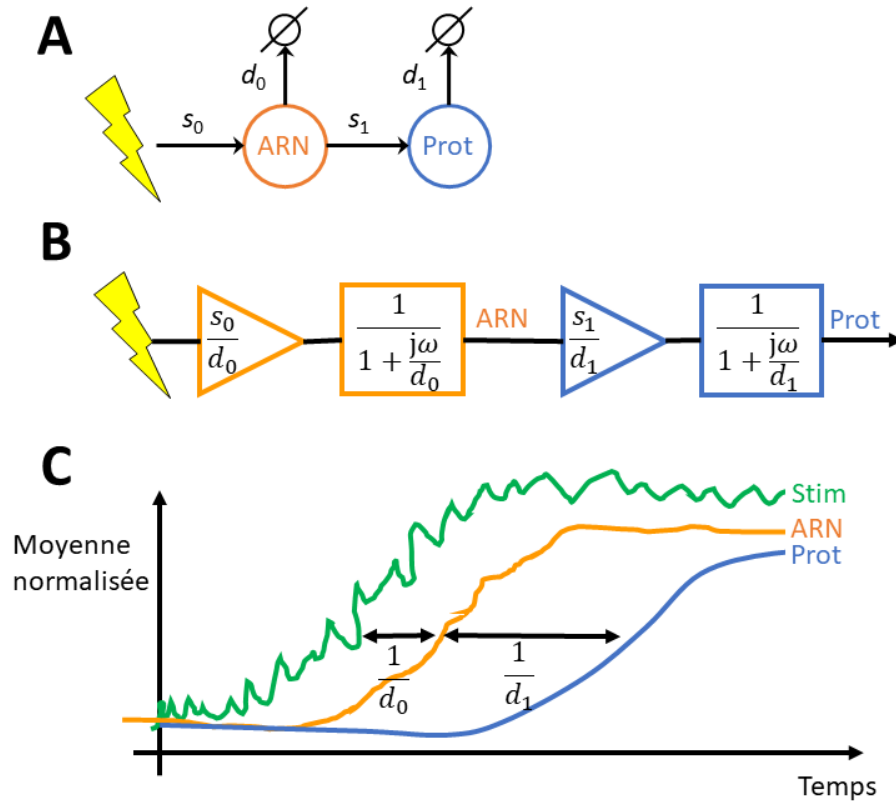 A
d₀
d₁
s₀
ARN
s₁
Prot
B
s₀/d₀
1/(1 + jω/d₀)
ARN
s₁/d₁
1/(1 + jω/d₁)
Prot
C
Stim
ARN
Prot
Moyenne
normalisée
1/d₀
1/d₁
Temps